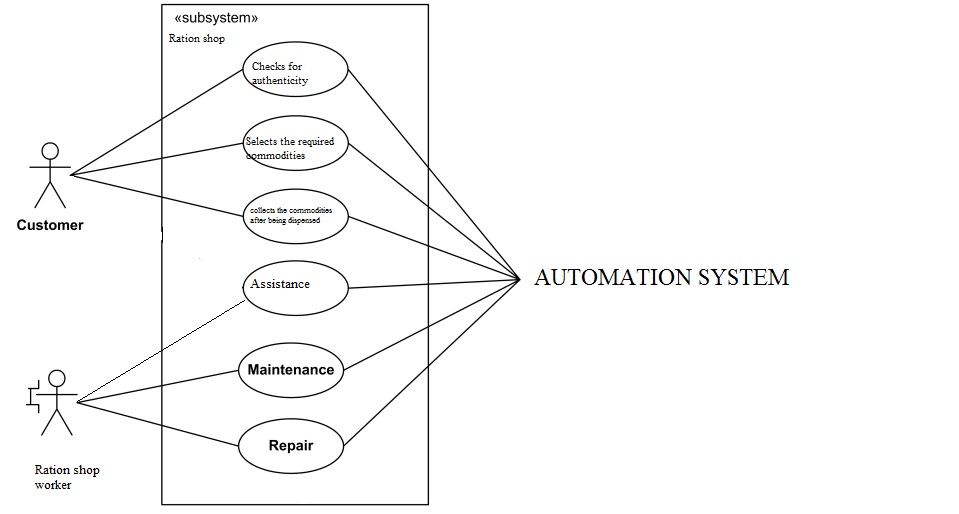 «subsystem»
Ration shop
Checks for
authenticity
Selects the required
commodities
collects the commodities
after being dispensed
Assistance
Maintenance
Repair
Customer
Ration shop
worker
AUTOMATION SYSTEM